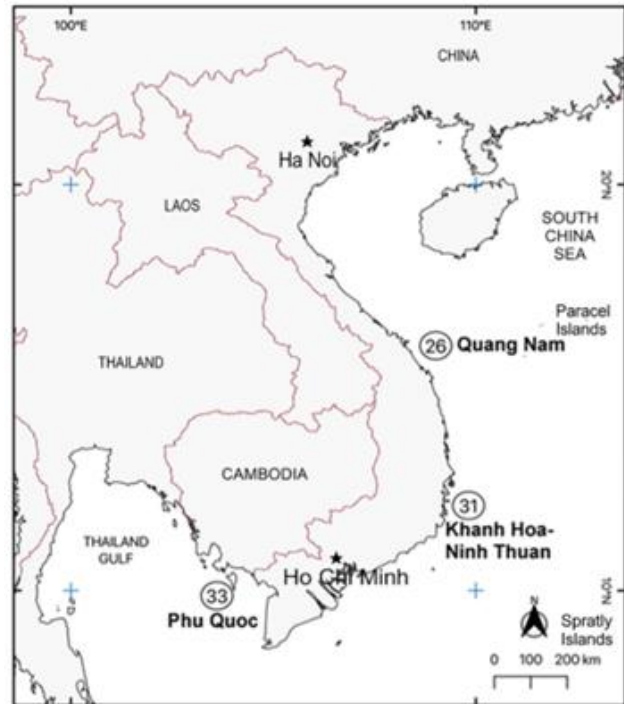 100°E
110°E
CHINA
Ha Noi
20°N
LAOS
SOUTH
CHINA
SEA
Paracel
Islands
26 Quang Nam
THAILAND
CAMBODIA
31
Khanh Hoa-
Ninh Thuan
THAILAND
GULF
Ho Chi Minh
10°N
33
Phu Quoc
N
Spratly
Islands
0 100 200 km